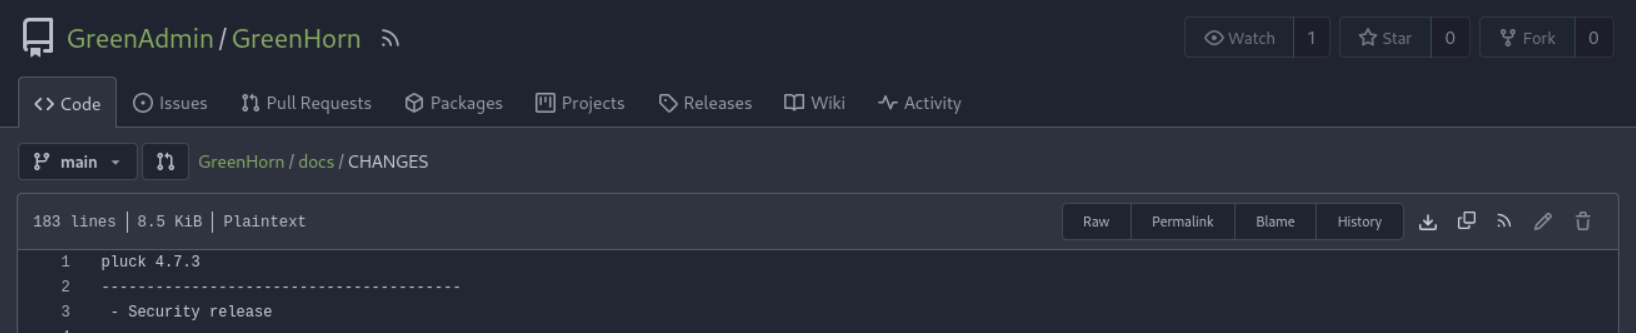 GreenAdmin / GreenHorn Watch 1 Star 0 Fork 0
<> Code Issues Pull Requests Packages Projects Releases Wiki Activity
main GreenHorn / docs / CHANGES
183 lines | 8.5 KiB | Plaintext Raw Permalink Blame History
1 pluck 4.7.3
2 ----------------------------------------
3 - Security release